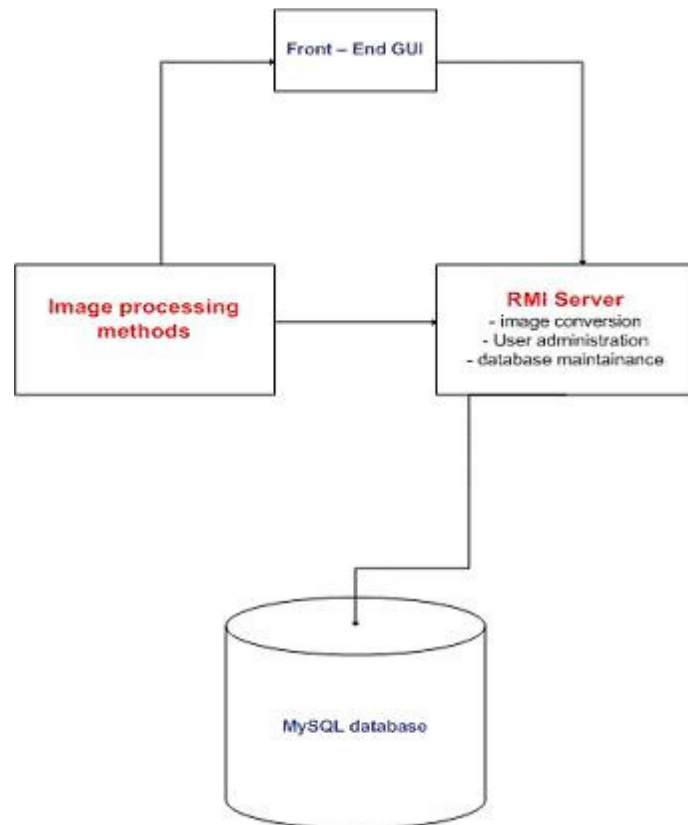 Front – End GUI
Image processing
methods
RMI Server
- image conversion
- User administration
- database maintainance
MySQL database